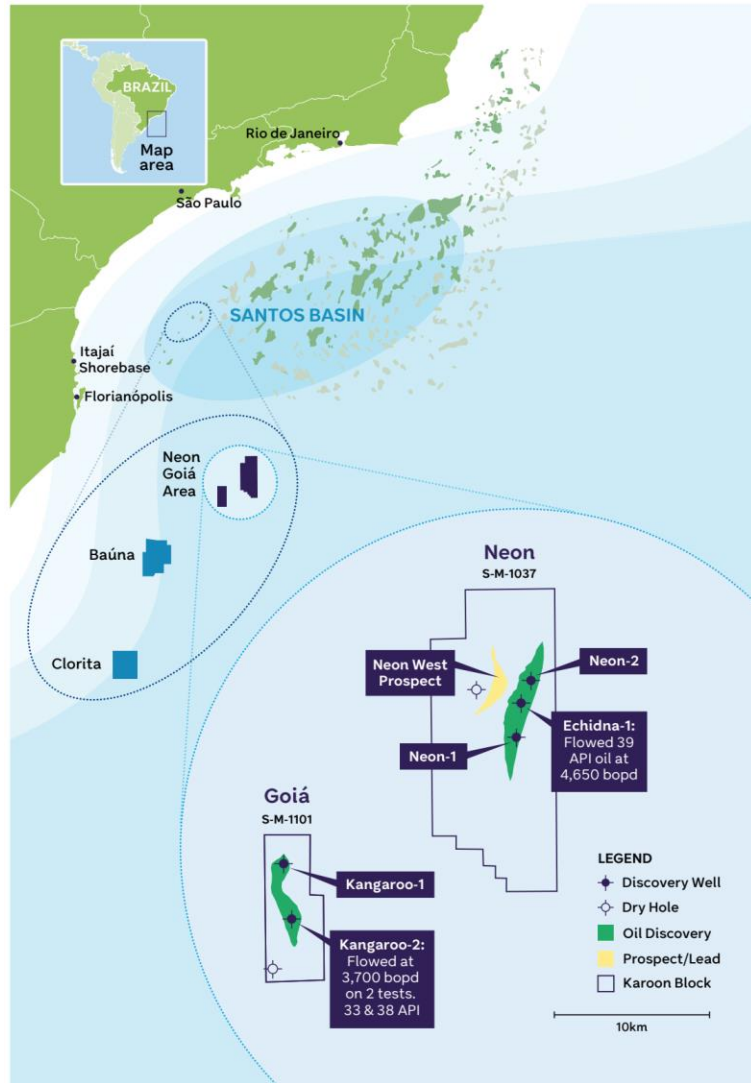 BRAZIL
Map
area
Rio de Janeiro
São Paulo
SANTOS BASIN
Itajaí
Shorebase
Florianópolis
Neon
Goiá
Area
Baúna
Clorita
Neon
S-M-1037
Neon West
Prospect
Neon-2
Echidna-1:
Flowed 39
API oil at
4,650 bopd
Neon-1
Goiá
S-M-1101
Kangaroo-1
Kangaroo-2:
Flowed at
3,700 bopd
on 2 tests.
33 & 38 API
LEGEND
Discovery Well
Dry Hole
Oil Discovery
Prospect/Lead
Karoon Block
10km